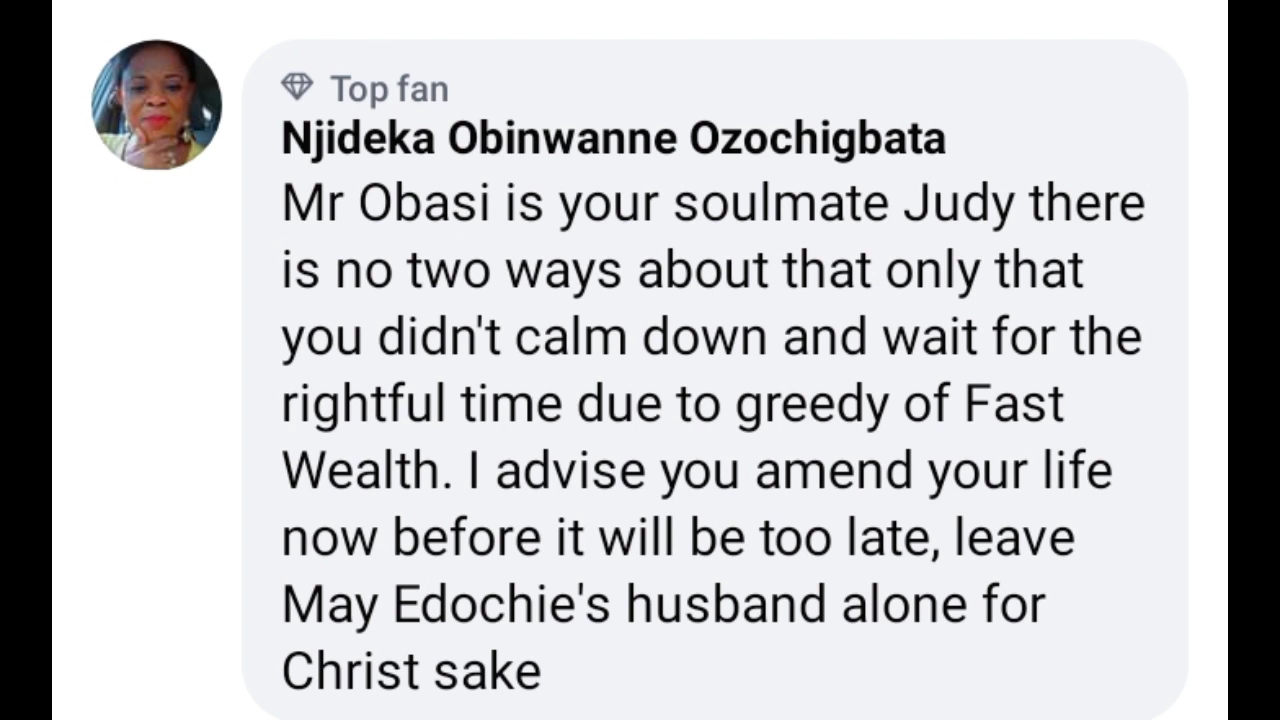 Top fan
Njideka Obinwanne Ozochigbata
Mr Obasi is your soulmate Judy there
is no two ways about that only that
you didn't calm down and wait for the
rightful time due to greedy of Fast
Wealth. I advise you amend your life
now before it will be too late, leave
May Edochie's husband alone for
Christ sake